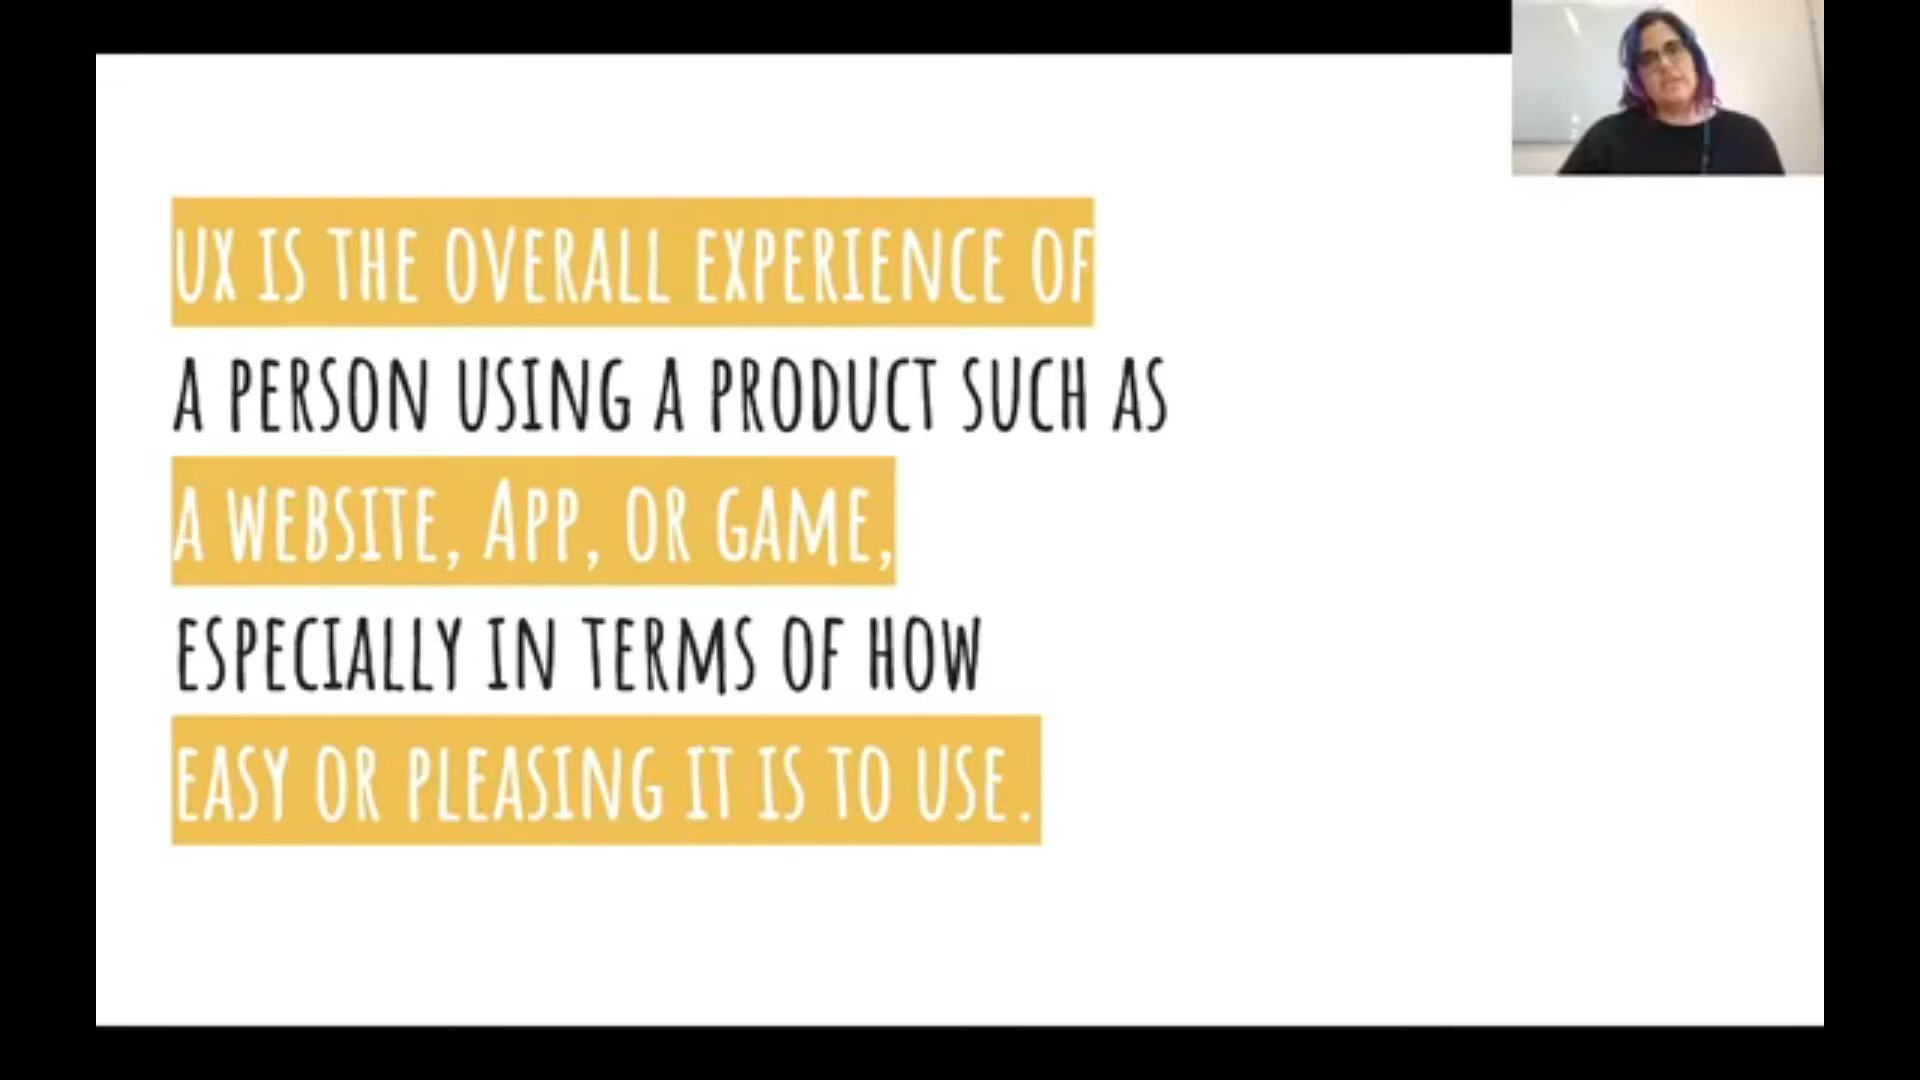 UX IS THE OVERALL EXPERIENCE OF
A PERSON USING A PRODUCT SUCH AS
A WEBSITE, APP, OR GAME,
ESPECIALLY IN TERMS OF HOW
EASY OR PLEASING IT IS TO USE.